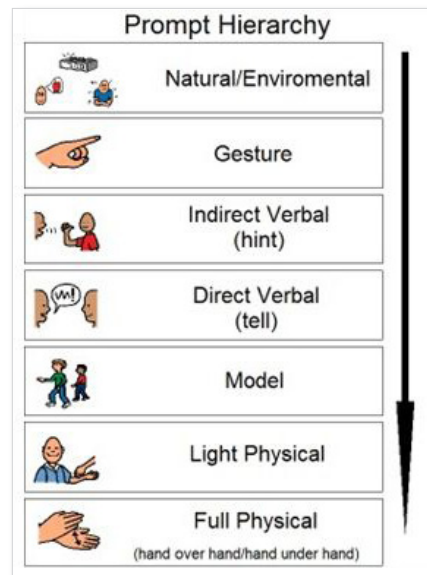 Prompt Hierarchy
Natural/Enviromental
Gesture
Indirect Verbal
(hint)
Direct Verbal
(tell)
Model
Light Physical
Full Physical
(hand over hand/hand under hand)